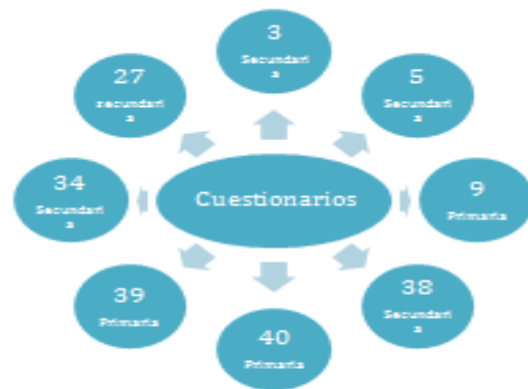 3
Secundari
a
5
Secundari
a
9
Primaria
38
Secundari
a
40
Primaria
39
Primaria
34
Secundari
a
27
secundari
a
Cuestionarios